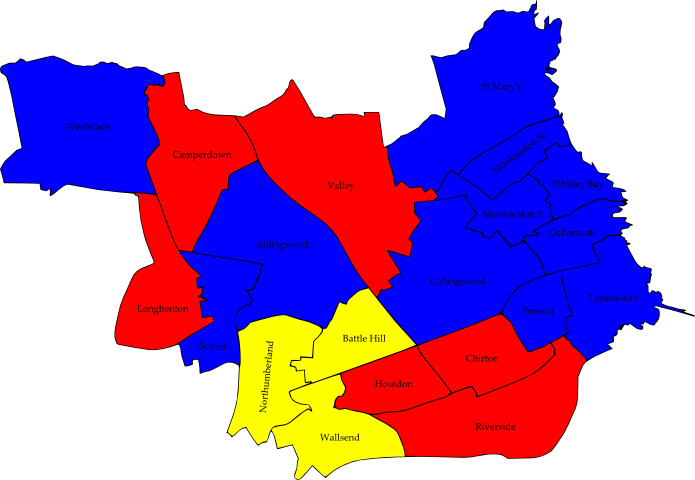 St Mary's
Weetslade
Monkseaton N.
Camperdown
Valley
Whitley Bay
Monkseaton S.
Cullercoats
Killingworth
Collingwood
Tynemouth
Longbenton
Preston
Battle Hill
Benton
Chirton
Northumberland
Howdon
Riverside
Wallsend